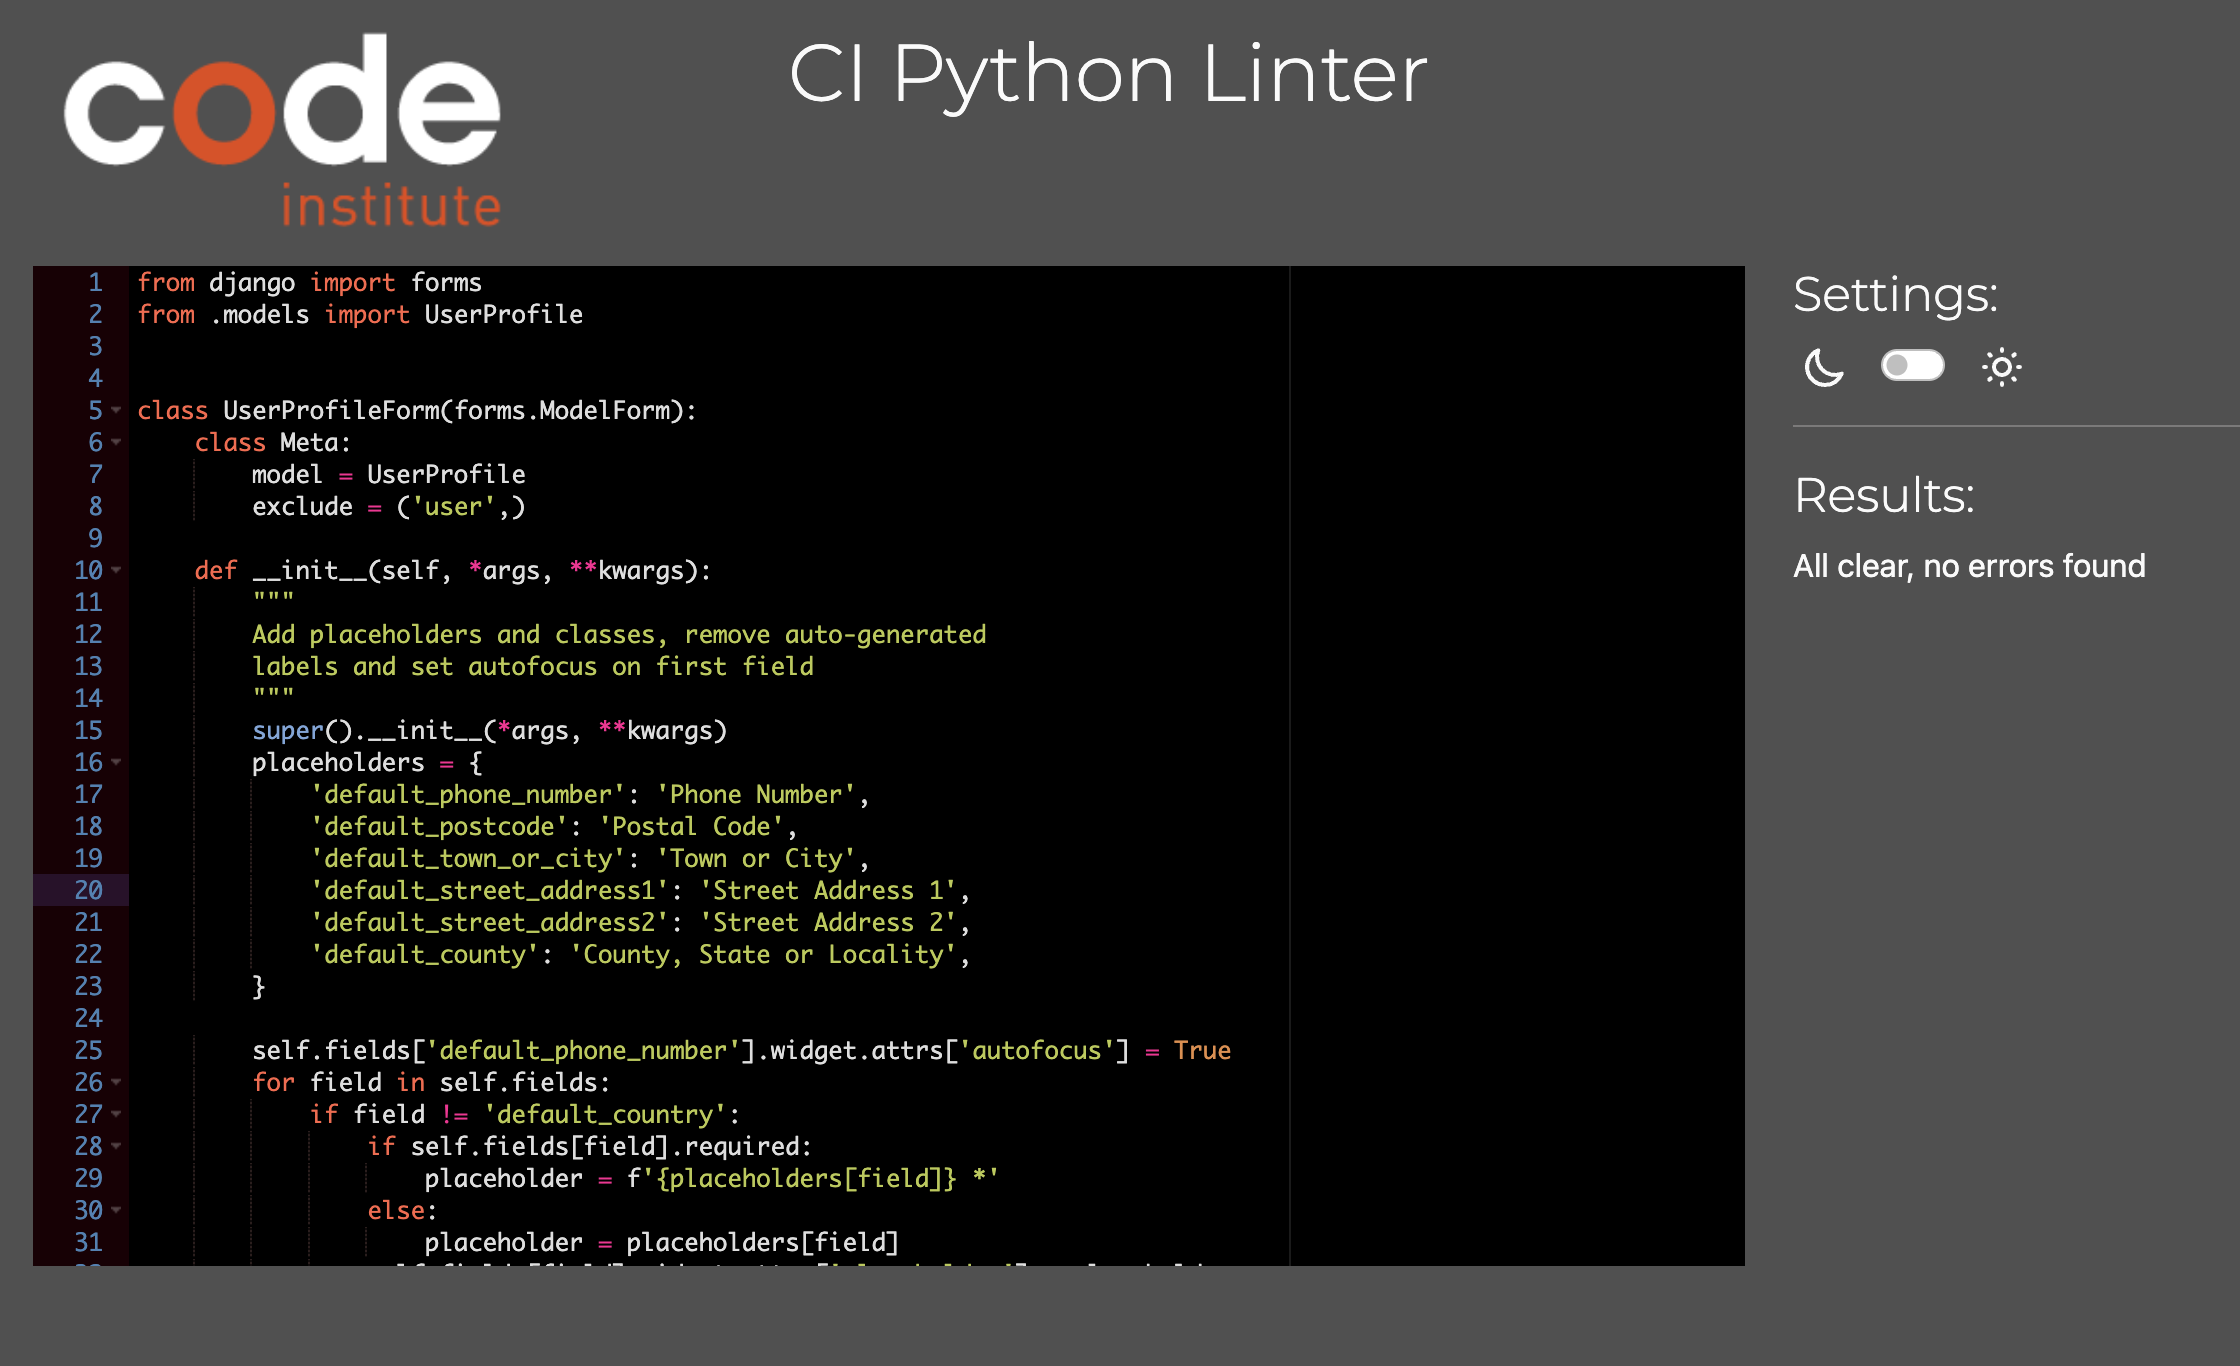 code
institute
CI Python Linter
1 from django import forms
2 from .models import UserProfile
3
4
5 class UserProfileForm(forms.ModelForm):
6     class Meta:
7         model = UserProfile
8         exclude = ('user',)
9
10     def __init__(self, *args, **kwargs):
11         """
12         Add placeholders and classes, remove auto-generated
13         labels and set autofocus on first field
14         """
15         super().__init__(*args, **kwargs)
16         placeholders = {
17             'default_phone_number': 'Phone Number',
18             'default_postcode': 'Postal Code',
19             'default_town_or_city': 'Town or City',
20             'default_street_address1': 'Street Address 1',
21             'default_street_address2': 'Street Address 2',
22             'default_county': 'County, State or Locality',
23         }
24
25         self.fields['default_phone_number'].widget.attrs['autofocus'] = True
26         for field in self.fields:
27             if field != 'default_country':
28                 if self.fields[field].required:
29                     placeholder = f'{placeholders[field]} *'
30                 else:
31                     placeholder = placeholders[field]
Settings:
Results:
All clear, no errors found